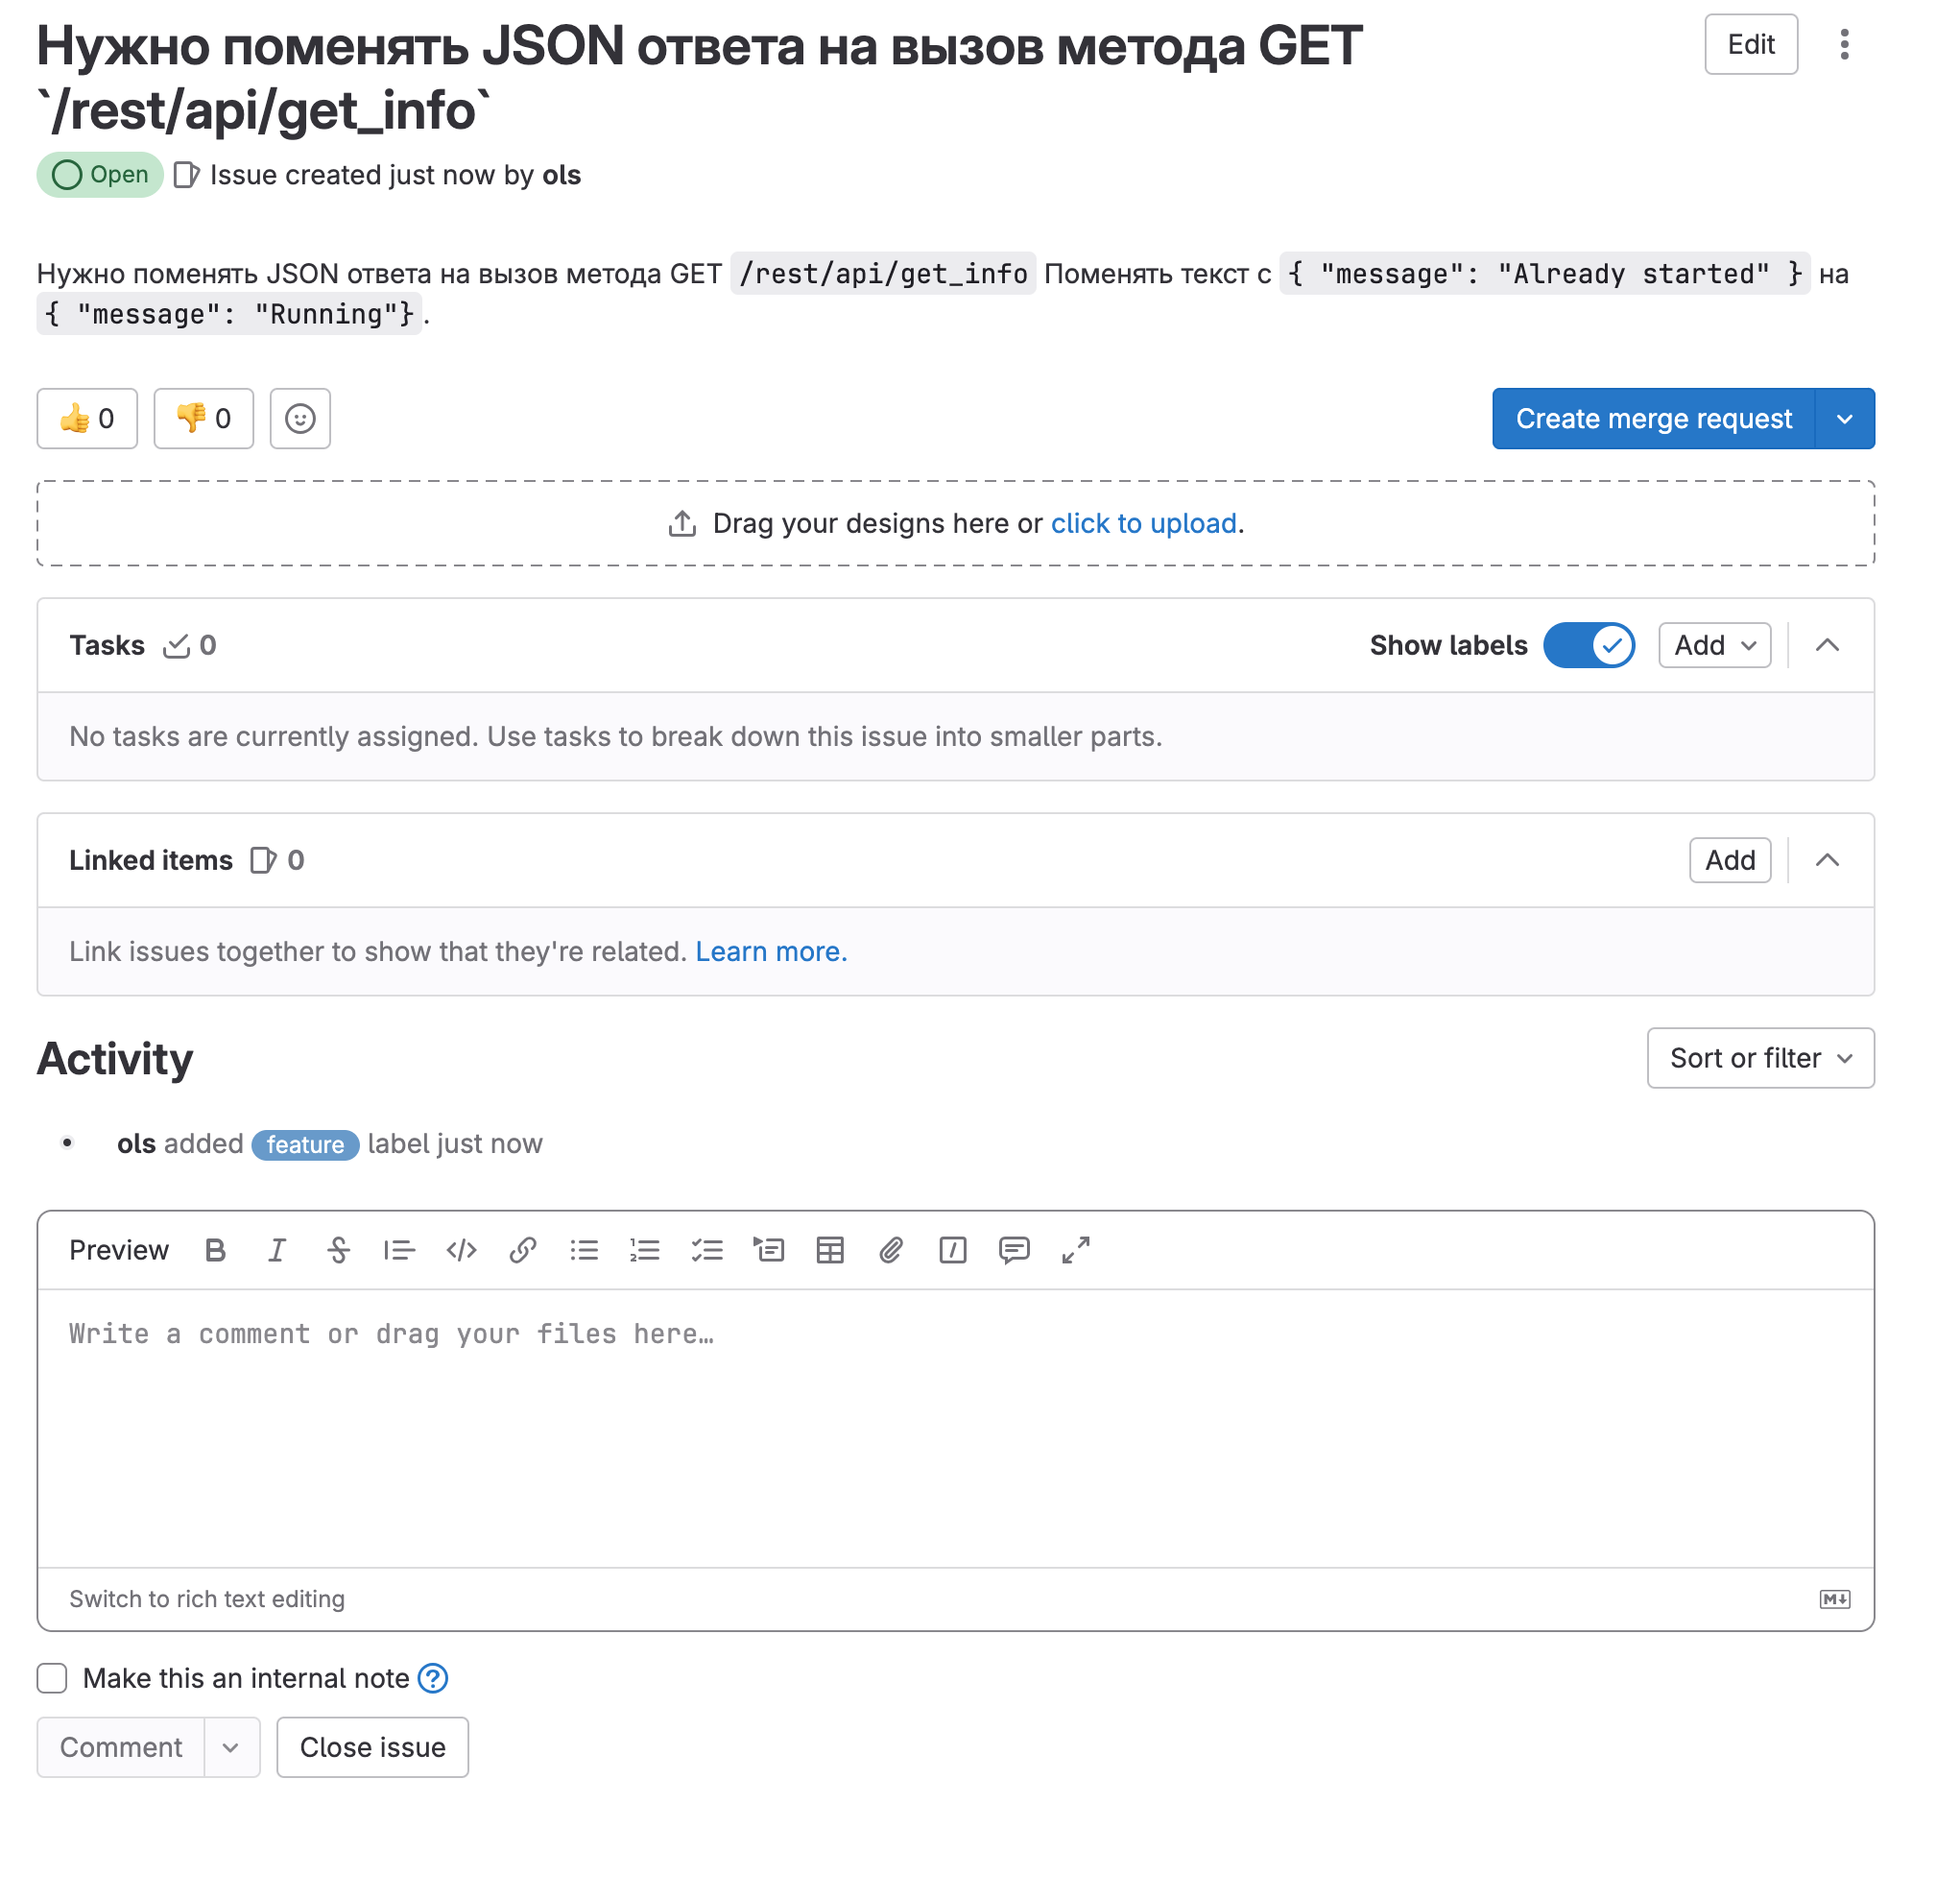 Нужно поменять JSON ответа на вызов метода GET
`/rest/api/get_info`
Edit
Open Issue created just now by ols
Нужно поменять JSON ответа на вызов метода GET /rest/api/get_info Поменять текст с { "message": "Already started" } на
{ "message": "Running"}.
👍 0 👎 0
Create merge request
Drag your designs here or click to upload.
Tasks 0
Show labels
Add
No tasks are currently assigned. Use tasks to break down this issue into smaller parts.
Linked items 0
Add
Link issues together to show that they're related. Learn more.
Activity
Sort or filter
ols added feature label just now
Preview
Write a comment or drag your files here…
Switch to rich text editing
M
Make this an internal note ?
Comment
Close issue